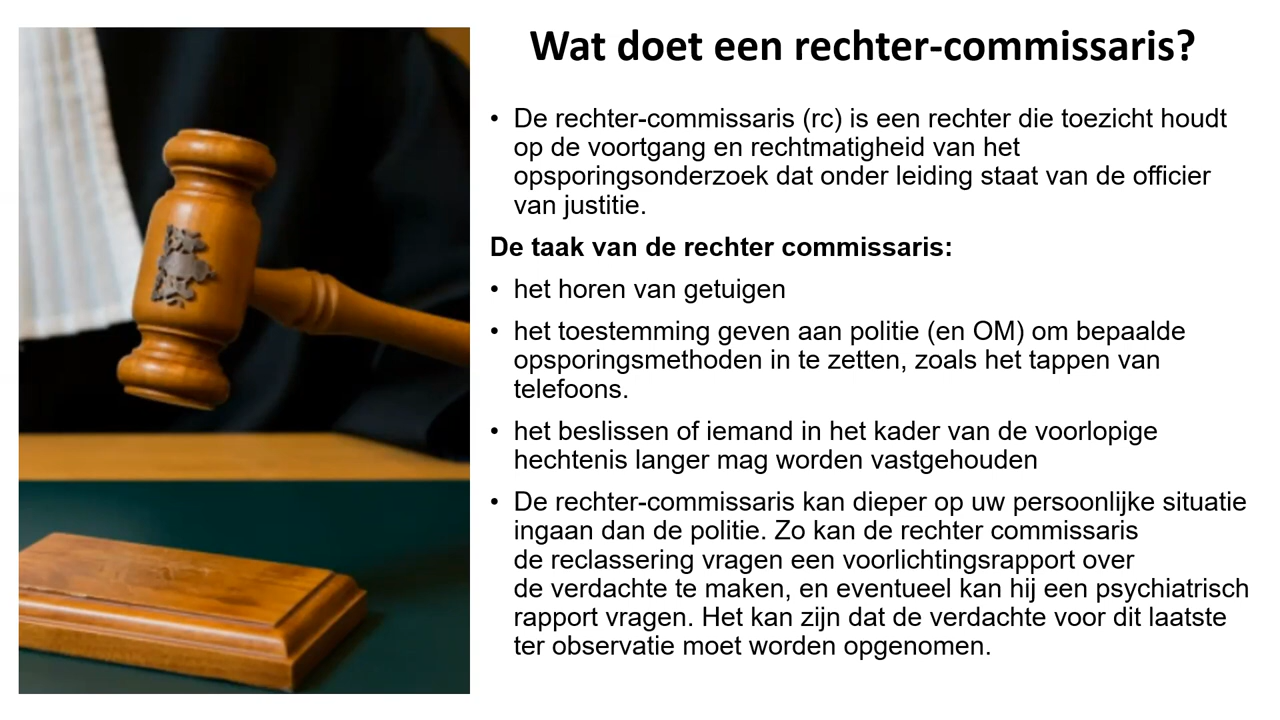 Wat doet een rechter-commissaris?
• De rechter-commissaris (rc) is een rechter die toezicht houdt
op de voortgang en rechtmatigheid van het
opsporingsonderzoek dat onder leiding staat van de officier
van justitie.
De taak van de rechter commissaris:
• het horen van getuigen
• het toestemming geven aan politie (en OM) om bepaalde
opsporingsmethoden in te zetten, zoals het tappen van
telefoons.
• het beslissen of iemand in het kader van de voorlopige
hechtenis langer mag worden vastgehouden
• De rechter-commissaris kan dieper op uw persoonlijke situatie
ingaan dan de politie. Zo kan de rechter commissaris
de reclassering vragen een voorlichtingsrapport over
de verdachte te maken, en eventueel kan hij een psychiatrisch
rapport vragen. Het kan zijn dat de verdachte voor dit laatste
ter observatie moet worden opgenomen.